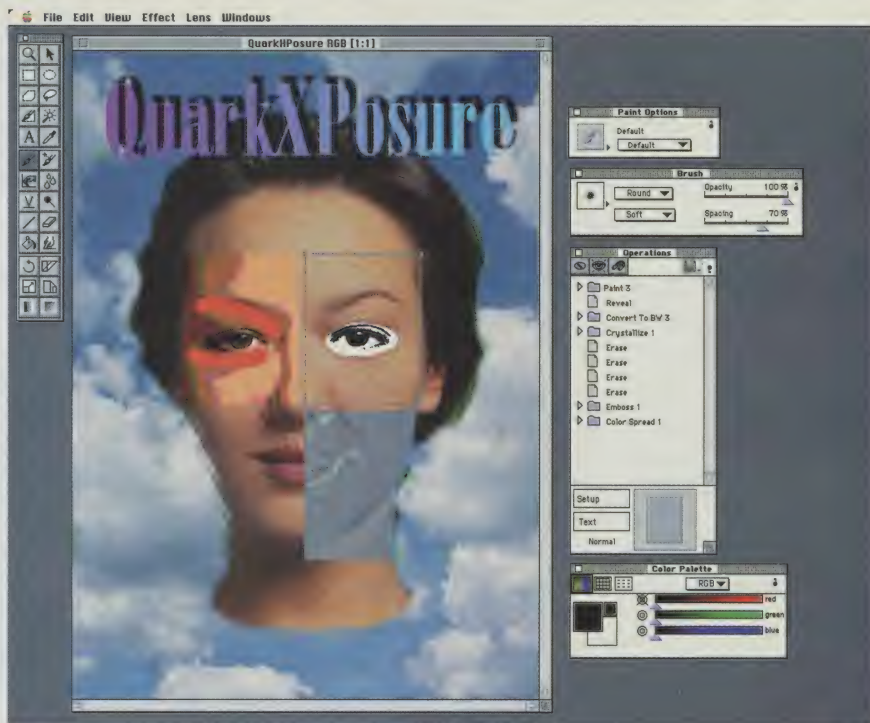 File Edit View Effect Lens Windows
QuarkXPosure RGB [1:1]
QuarkXPosure
A
Paint Options
Default
Default
Brush
Round
Opacity 100 %
Soft
Spacing 70 %
Operations
Paint 3
Reveal
Convert To BW 3
Crystallize 1
Erase
Erase
Erase
Erase
Emboss 1
Color Spread 1
Setup
Text
Normal
Color Palette
RGB
red
green
blue